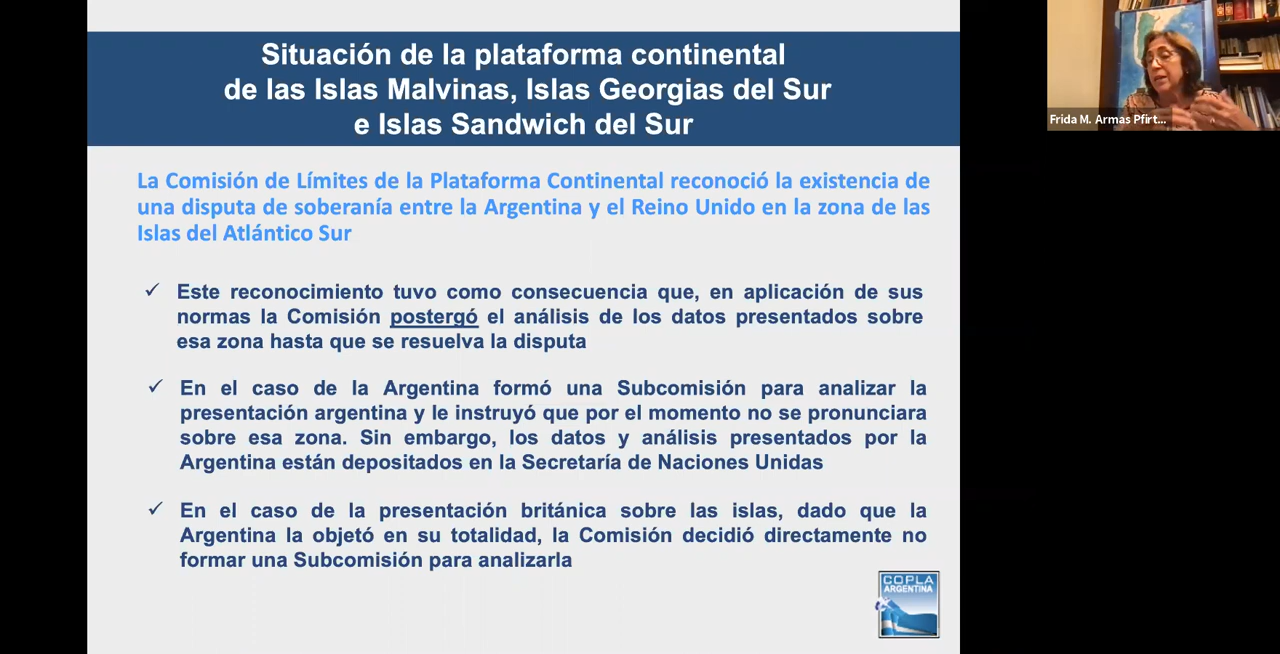 Situación de la plataforma continental
de las Islas Malvinas, Islas Georgias del Sur
e Islas Sandwich del Sur
La Comisión de Límites de la Plataforma Continental reconoció la existencia de
una disputa de soberanía entre la Argentina y el Reino Unido en la zona de las
Islas del Atlántico Sur
✓ Este reconocimiento tuvo como consecuencia que, en aplicación de sus
normas la Comisión postergó el análisis de los datos presentados sobre
esa zona hasta que se resuelva la disputa
✓ En el caso de la Argentina formó una Subcomisión para analizar la
presentación argentina y le instruyó que por el momento no se pronunciara
sobre esa zona. Sin embargo, los datos y análisis presentados por la
Argentina están depositados en la Secretaría de Naciones Unidas
✓ En el caso de la presentación británica sobre las islas, dado que la
Argentina la objetó en su totalidad, la Comisión decidió directamente no
formar una Subcomisión para analizarla
COPLA
ARGENTINA
Frida M. Armas Pfirt...